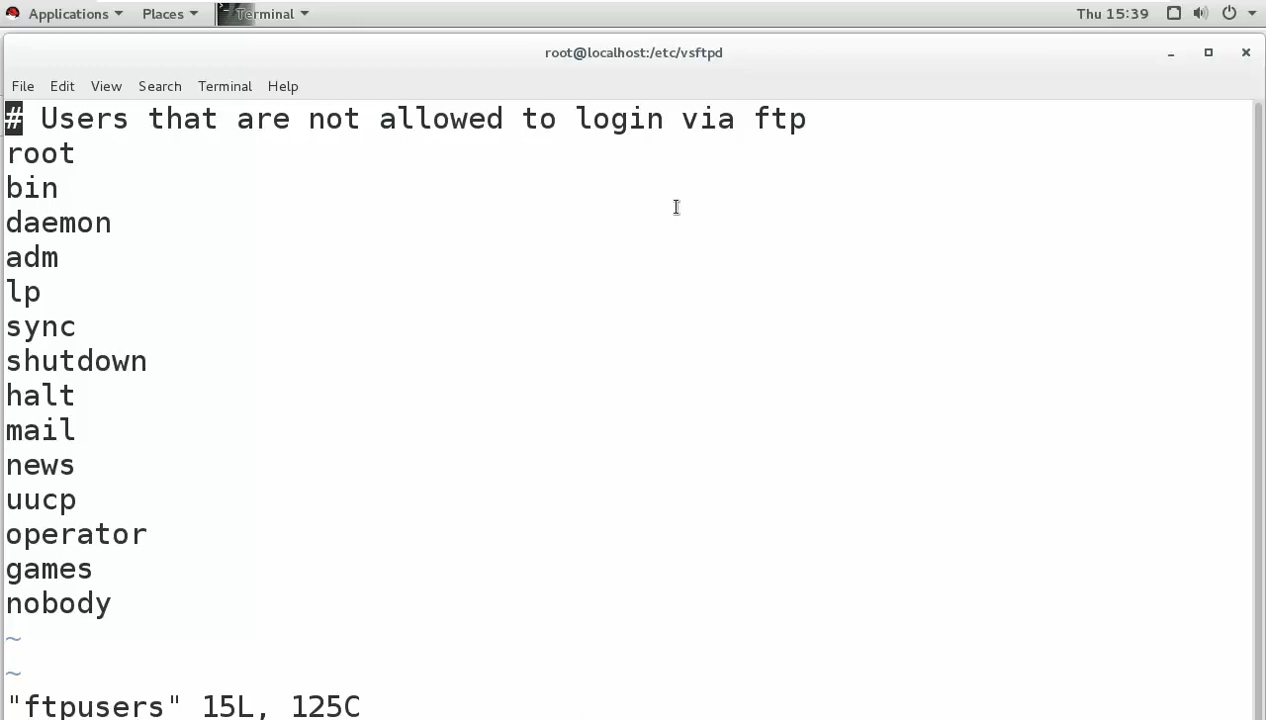 Applications Places Terminal Thu 15:39
root@localhost:/etc/vsftpd
File Edit View Search Terminal Help
# Users that are not allowed to login via ftp
root
bin
daemon
adm
lp
sync
shutdown
halt
mail
news
uucp
operator
games
nobody
~
~
"ftpusers" 15L, 125C